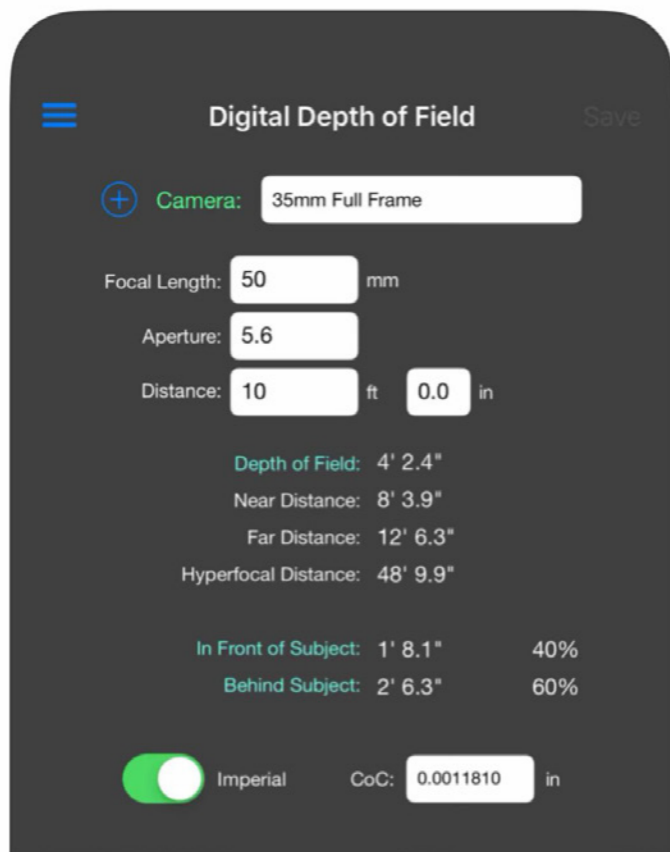 Digital Depth of Field Save
Camera: 35mm Full Frame
Focal Length: 50 mm
Aperture: 5.6
Distance: 10 ft 0.0 in
Depth of Field: 4' 2.4"
Near Distance: 8' 3.9"
Far Distance: 12' 6.3"
Hyperfocal Distance: 48' 9.9"
In Front of Subject: 1' 8.1" 40%
Behind Subject: 2' 6.3" 60%
Imperial CoC: 0.0011810 in